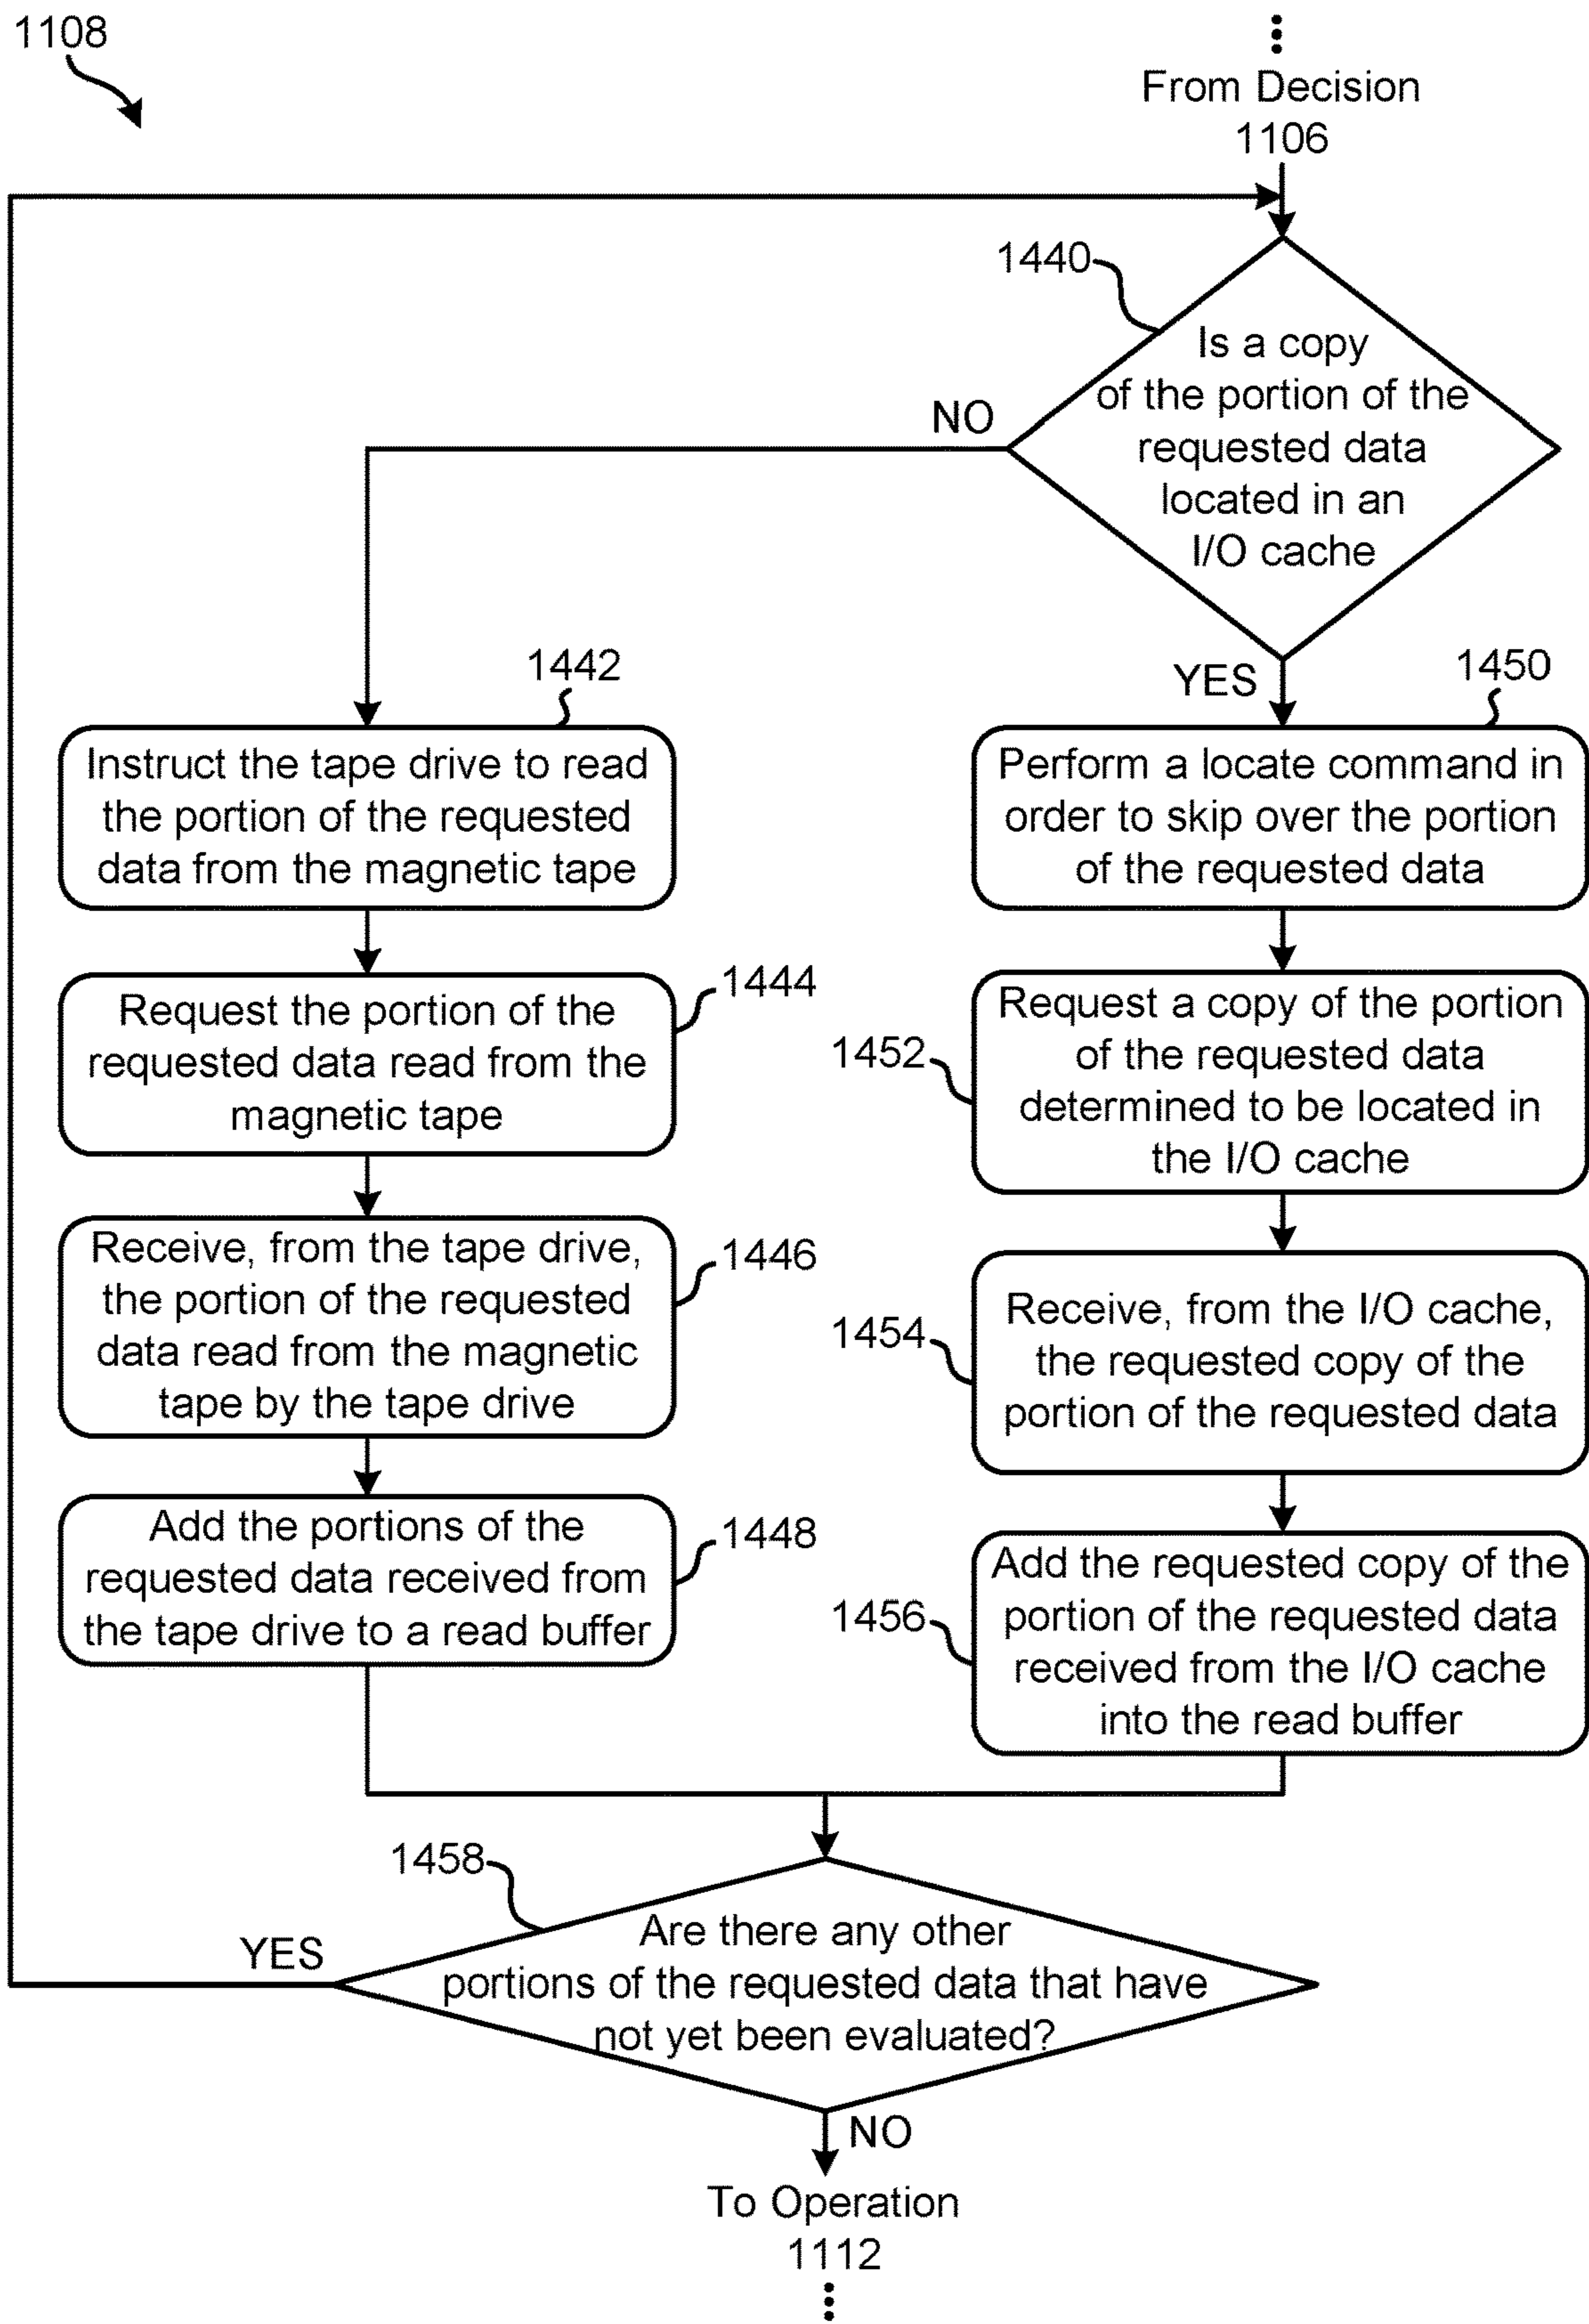 1108
From Decision
1106
1440
Is a copy
of the portion of the
requested data
located in an
I/O cache
NO
YES
1442
Instruct the tape drive to read
the portion of the requested
data from the magnetic tape
1444
Request the portion of the
requested data read from the
magnetic tape
1446
Receive, from the tape drive,
the portion of the requested
data read from the magnetic
tape by the tape drive
1448
Add the portions of the
requested data received from
the tape drive to a read buffer
1450
Perform a locate command in
order to skip over the portion
of the requested data
1452
Request a copy of the portion
of the requested data
determined to be located in
the I/O cache
1454
Receive, from the I/O cache,
the requested copy of the
portion of the requested data
1456
Add the requested copy of the
portion of the requested data
received from the I/O cache
into the read buffer
1458
Are there any other
portions of the requested data that have
not yet been evaluated?
YES
NO
To Operation
1112